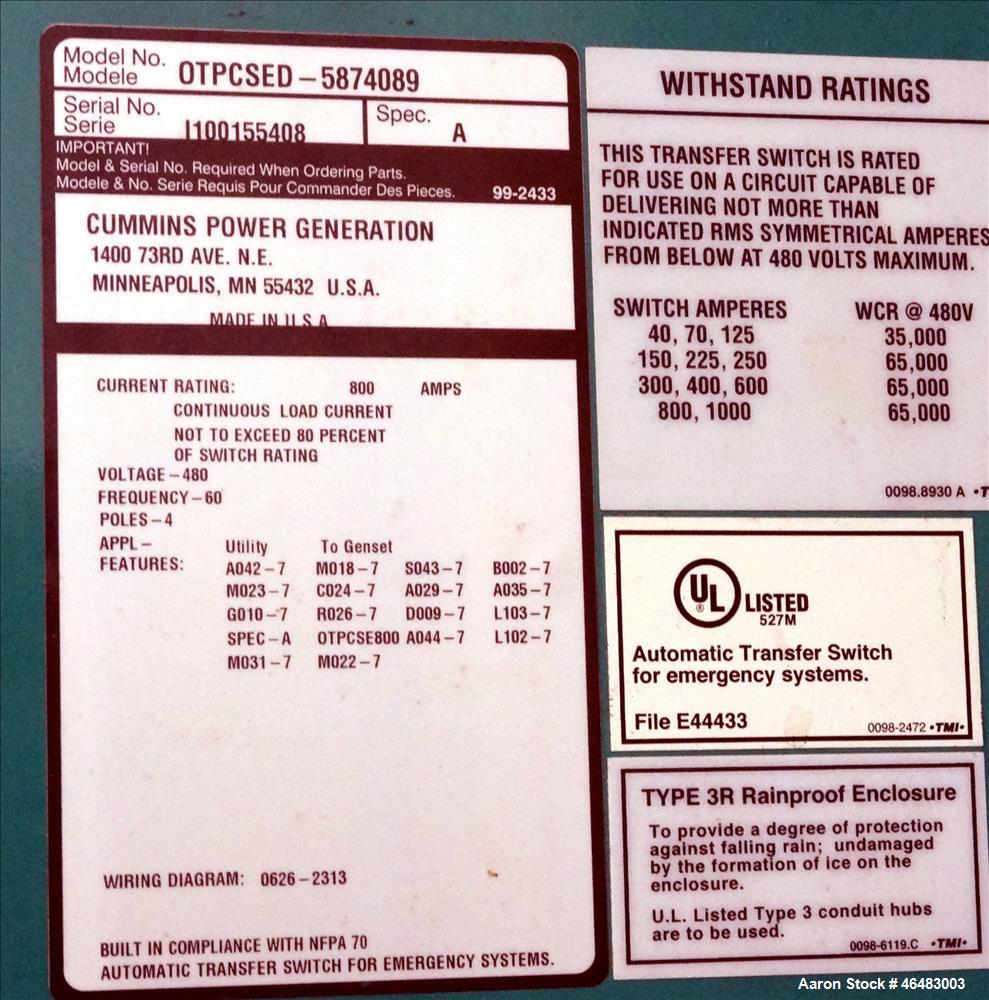 Model No.
Modele OTPCSED – 5874089
Serial No.
Serie I100155408
Spec. A
IMPORTANT!
Model & Serial No. Required When Ordering Parts.
Modele & No. Serie Requis Pour Commander Des Pieces. 99-2433
CUMMINS POWER GENERATION
1400 73RD AVE. N.E.
MINNEAPOLIS, MN 55432 U.S.A.
MADE IN U.S.A.
CURRENT RATING: 800 AMPS
CONTINUOUS LOAD CURRENT
NOT TO EXCEED 80 PERCENT
OF SWITCH RATING
VOLTAGE – 480
FREQUENCY – 60
POLES – 4
APPL – Utility To Genset
FEATURES: A042 – 7 M018 – 7 S043 – 7 B002 – 7
M023 – 7 C024 – 7 A029 – 7 A035 – 7
G010 – 7 R026 – 7 D009 – 7 L103 – 7
SPEC – A OTPCSE800 A044 – 7 L102 – 7
M031 – 7 M022 – 7
WIRING DIAGRAM: 0626 – 2313
BUILT IN COMPLIANCE WITH NFPA 70
AUTOMATIC TRANSFER SWITCH FOR EMERGENCY SYSTEMS.
WITHSTAND RATINGS
THIS TRANSFER SWITCH IS RATED
FOR USE ON A CIRCUIT CAPABLE OF
DELIVERING NOT MORE THAN
INDICATED RMS SYMMETRICAL AMPERES
FROM BELOW AT 480 VOLTS MAXIMUM.
SWITCH AMPERES WCR @ 480V
40, 70, 125 35,000
150, 225, 250 65,000
300, 400, 600 65,000
800, 1000 65,000
0098.8930 A •T
UL ® LISTED
527M
Automatic Transfer Switch
for emergency systems.
File E44433 0098-2472 •TMI•
TYPE 3R Rainproof Enclosure
To provide a degree of protection
against falling rain; undamaged
by the formation of ice on the
enclosure.
U.L. Listed Type 3 conduit hubs
are to be used.
0098-6119.C •TMI•
Aaron Stock # 46483003